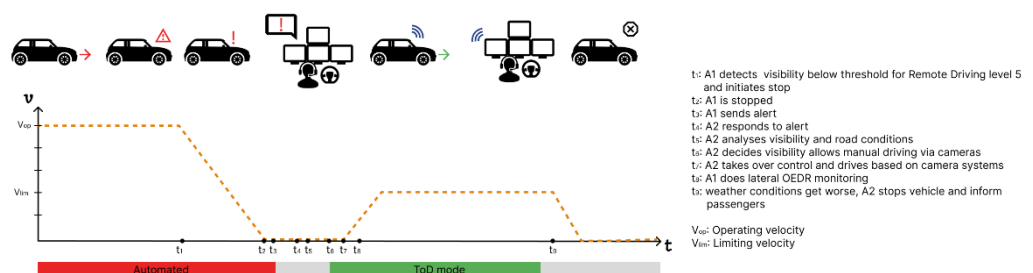 !
!
!
v
Vop
Vlim
t₁
t₂ t₃
t₄ t₅
t₆ t₇
t₈
t₉
t
Automated
ToD mode
t₁: A1 detects visibility below threshold for Remote Driving level 5
and initiates stop
t₂: A1 is stopped
t₃: A1 sends alert
t₄: A2 responds to alert
t₅: A2 analyses visibility and road conditions
t₆: A2 decides visibility allows manual driving via cameras
t₇: A2 takes over control and drives based on camera systems
t₈: A1 does lateral OEDR monitoring
t₉: weather conditions get worse, A2 stops vehicle and inform
passengers
Vop: Operating velocity
Vlim: Limiting velocity